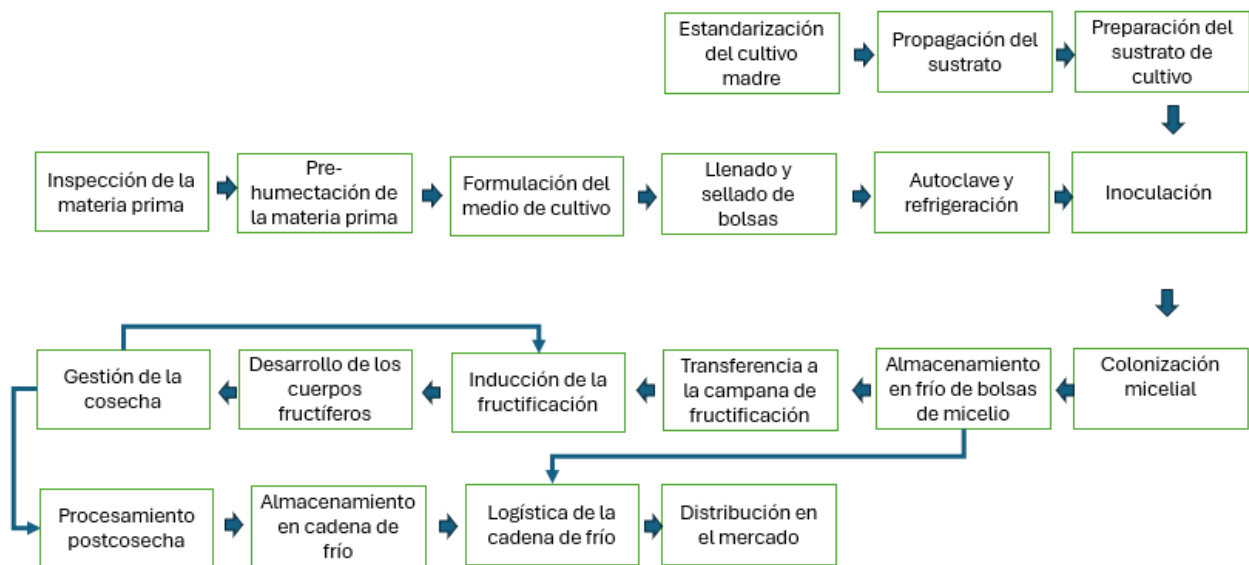 Estandarización
del cultivo
madre
Propagación del
sustrato
Preparación del
sustrato de
cultivo
Inspección de la
materia prima
Pre-
humectación de
la materia prima
Formulación del
medio de cultivo
Llenado y
sellado de
bolsas
Autoclave y
refrigeración
Inoculación
Gestión de la
cosecha
Desarrollo de los
cuerpos
fructíferos
Inducción de la
fructificación
Transferencia a
la campana de
fructificación
Almacenamiento
en frío de bolsas
de micelio
Colonización
micelial
Procesamiento
postcosecha
Almacenamiento
en cadena de
frío
Logística de la
cadena de frío
Distribución en
el mercado